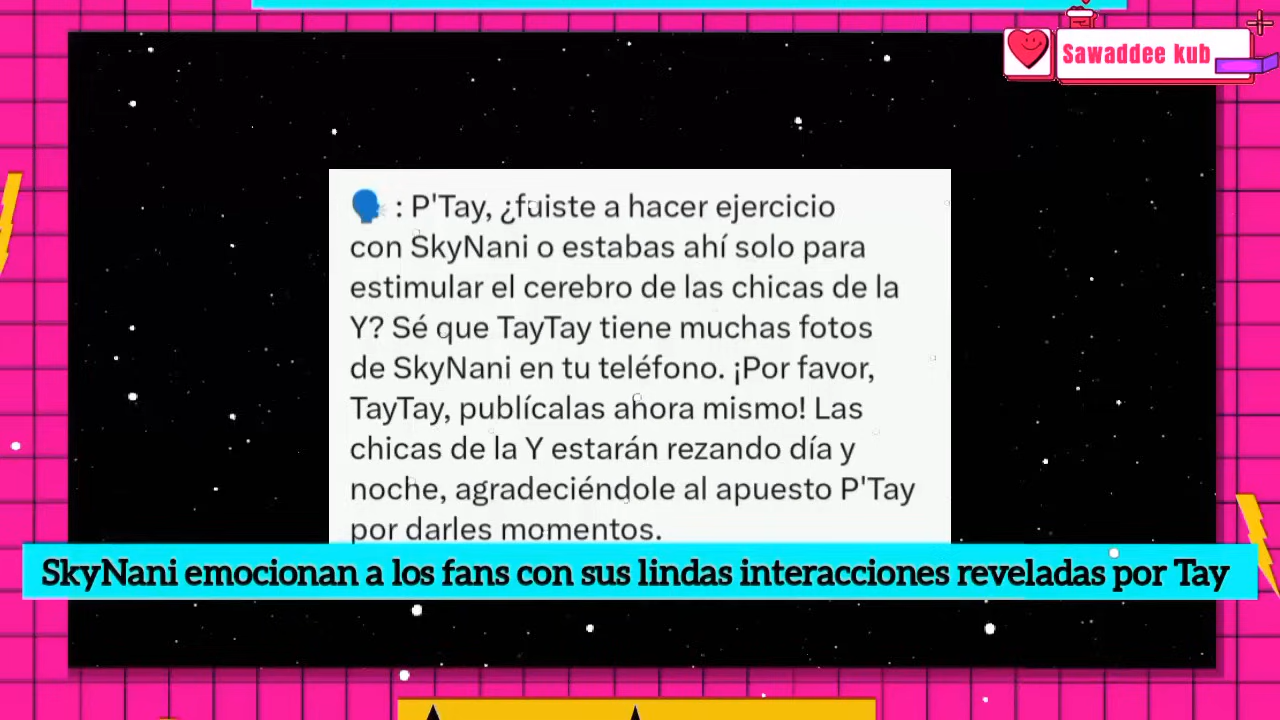 Sawaddee kub
🗣 : P'Tay, ¿fuiste a hacer ejercicio
con SkyNani o estabas ahí solo para
estimular el cerebro de las chicas de la
Y? Sé que TayTay tiene muchas fotos
de SkyNani en tu teléfono. ¡Por favor,
TayTay, publícalas ahora mismo! Las
chicas de la Y estarán rezando día y
noche, agradeciéndole al apuesto P'Tay
por darles momentos.
SkyNani emocionan a los fans con sus lindas interacciones reveladas por Tay